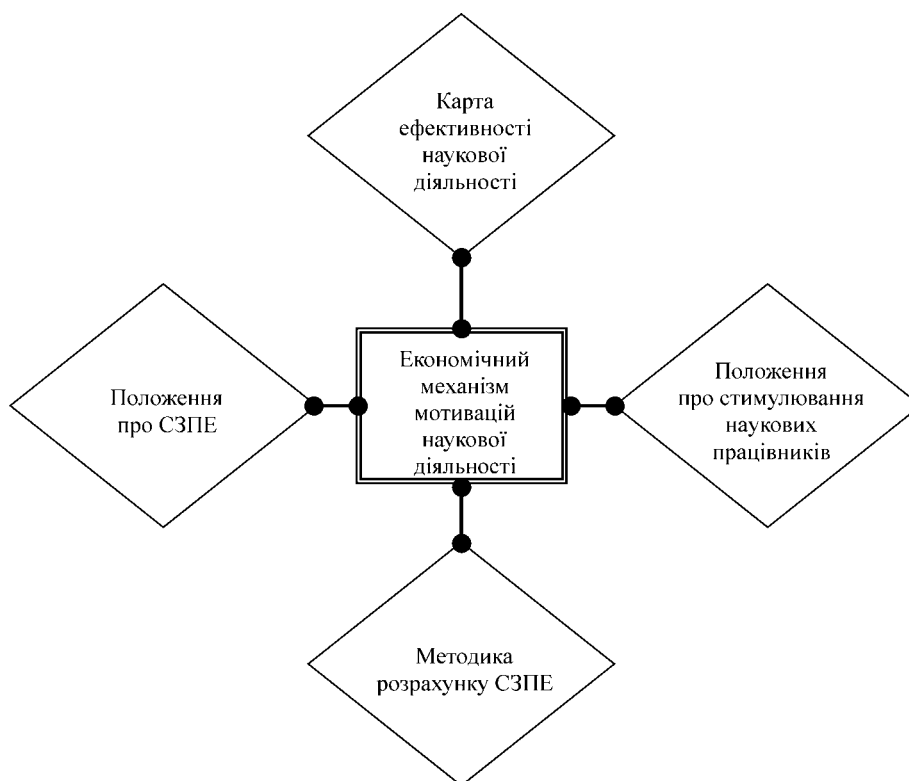 Карта
ефективності
наукової
діяльності
Положення
про СЗПЕ
Економічний
механізм
мотивацій
наукової
діяльності
Положення
про стимулювання
наукових
працівників
Методика
розрахунку СЗПЕ